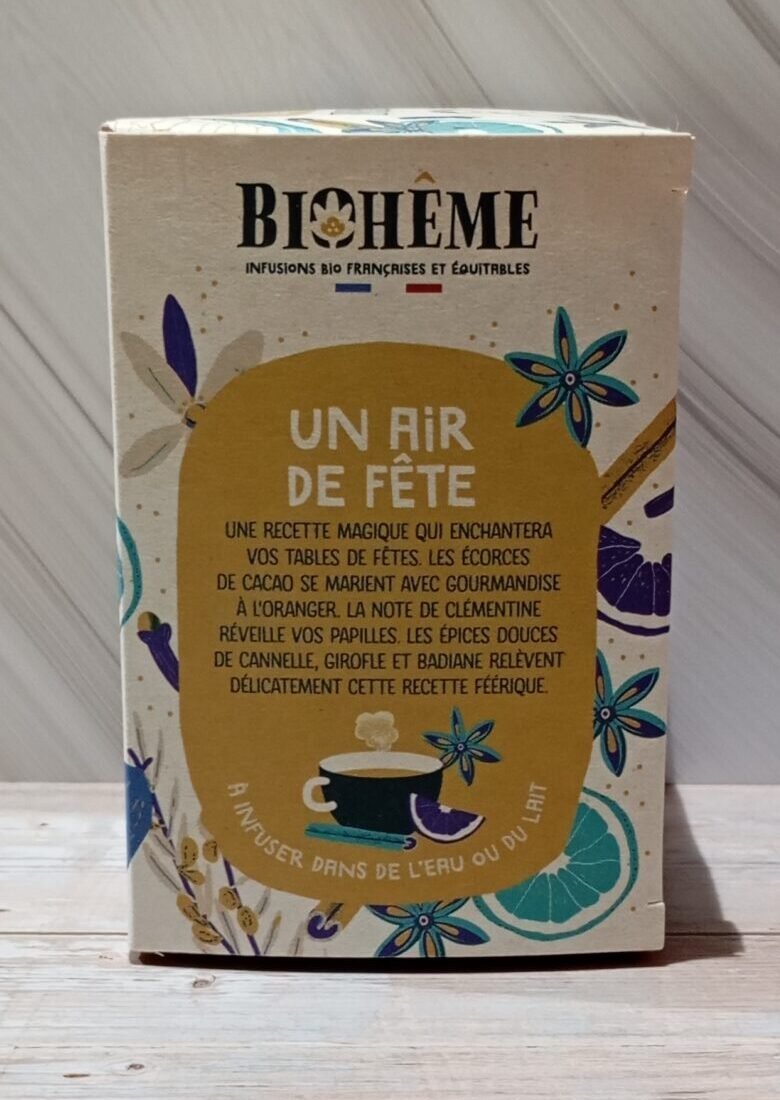 BIOHÊME
INFUSIONS BIO FRANÇAISES ET ÉQUITABLES
UN AIR
DE FÊTE
UNE RECETTE MAGIQUE QUI ENCHANTERA
VOS TABLES DE FÊTES. LES ÉCORCES
DE CACAO SE MARIENT AVEC GOURMANDISE
À L'ORANGER. LA NOTE DE CLÉMENTINE
RÉVEILLE VOS PAPILLES. LES ÉPICES DOUCES
DE CANNELLE, GIROFLE ET BADIANE RELÈVENT
DÉLICATEMENT CETTE RECETTE FÉÉRIQUE.
À INFUSER DANS DE L'EAU OU DU LAIT